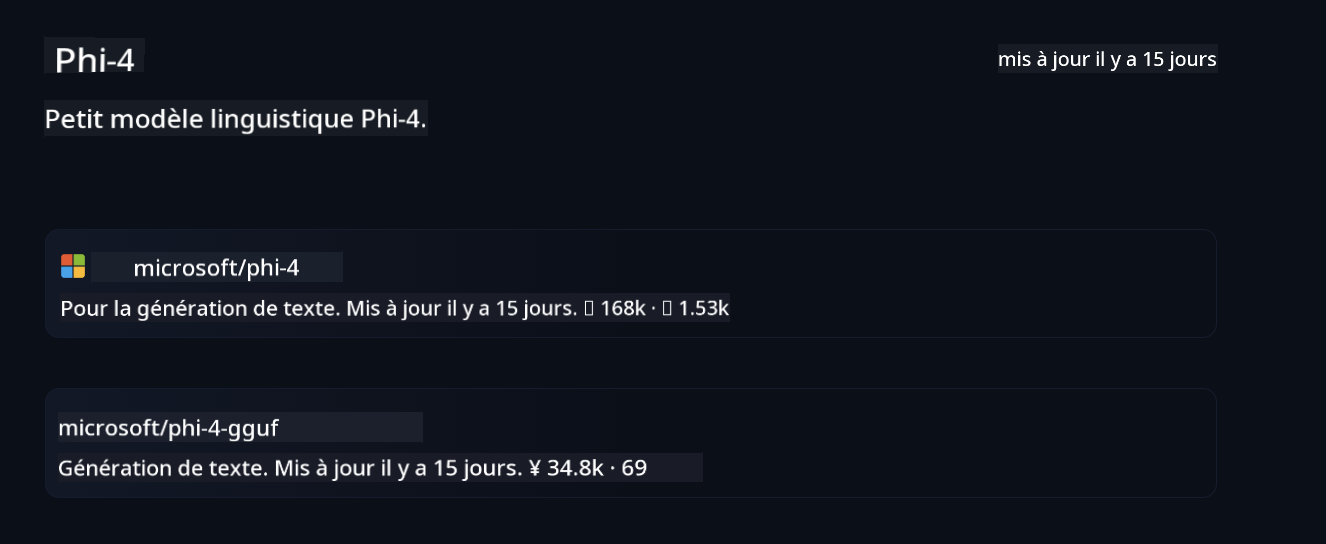 Phi-4
mis à jour il y a 15 jours
Petit modèle linguistique Phi-4.
microsoft/phi-4
Pour la génération de texte. Mis à jour il y a 15 jours. ▯ 168k · ▯ 1.53k
microsoft/phi-4-gguf
Génération de texte. Mis à jour il y a 15 jours. ¥ 34.8k · 69